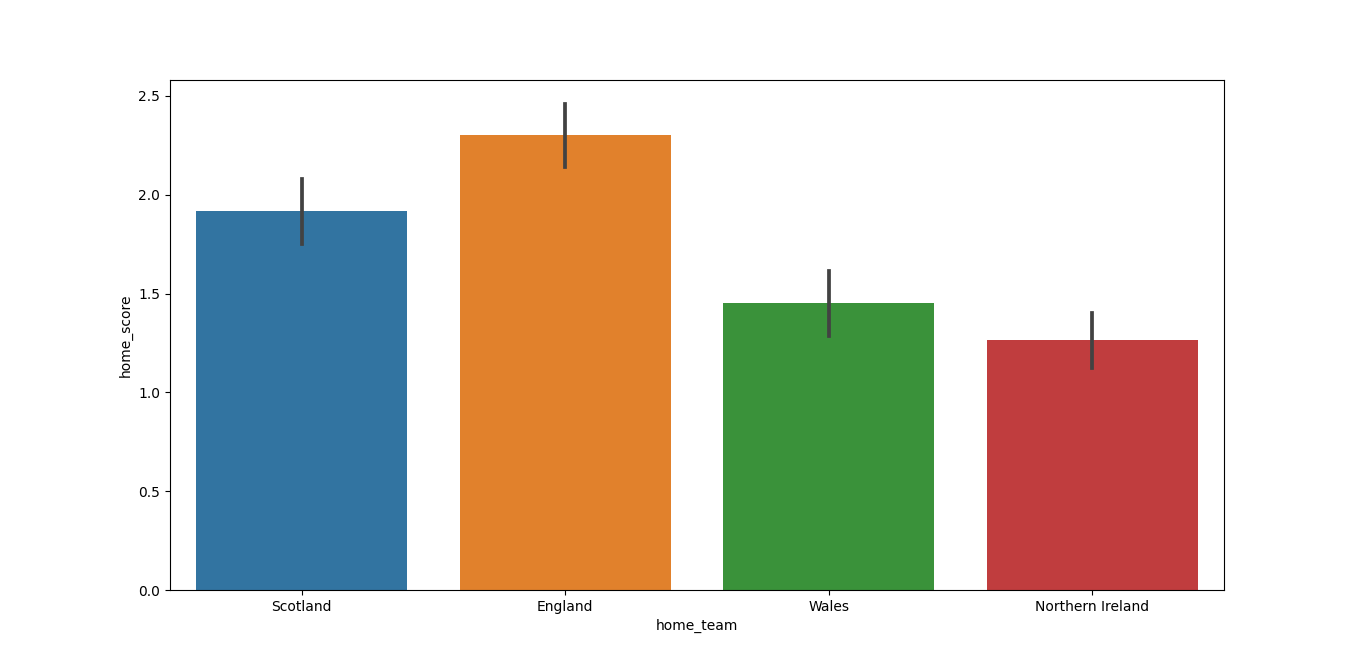 2.5
2.0
1.5
1.0
0.5
0.0
home_score
Scotland
England
Wales
Northern Ireland
home_team